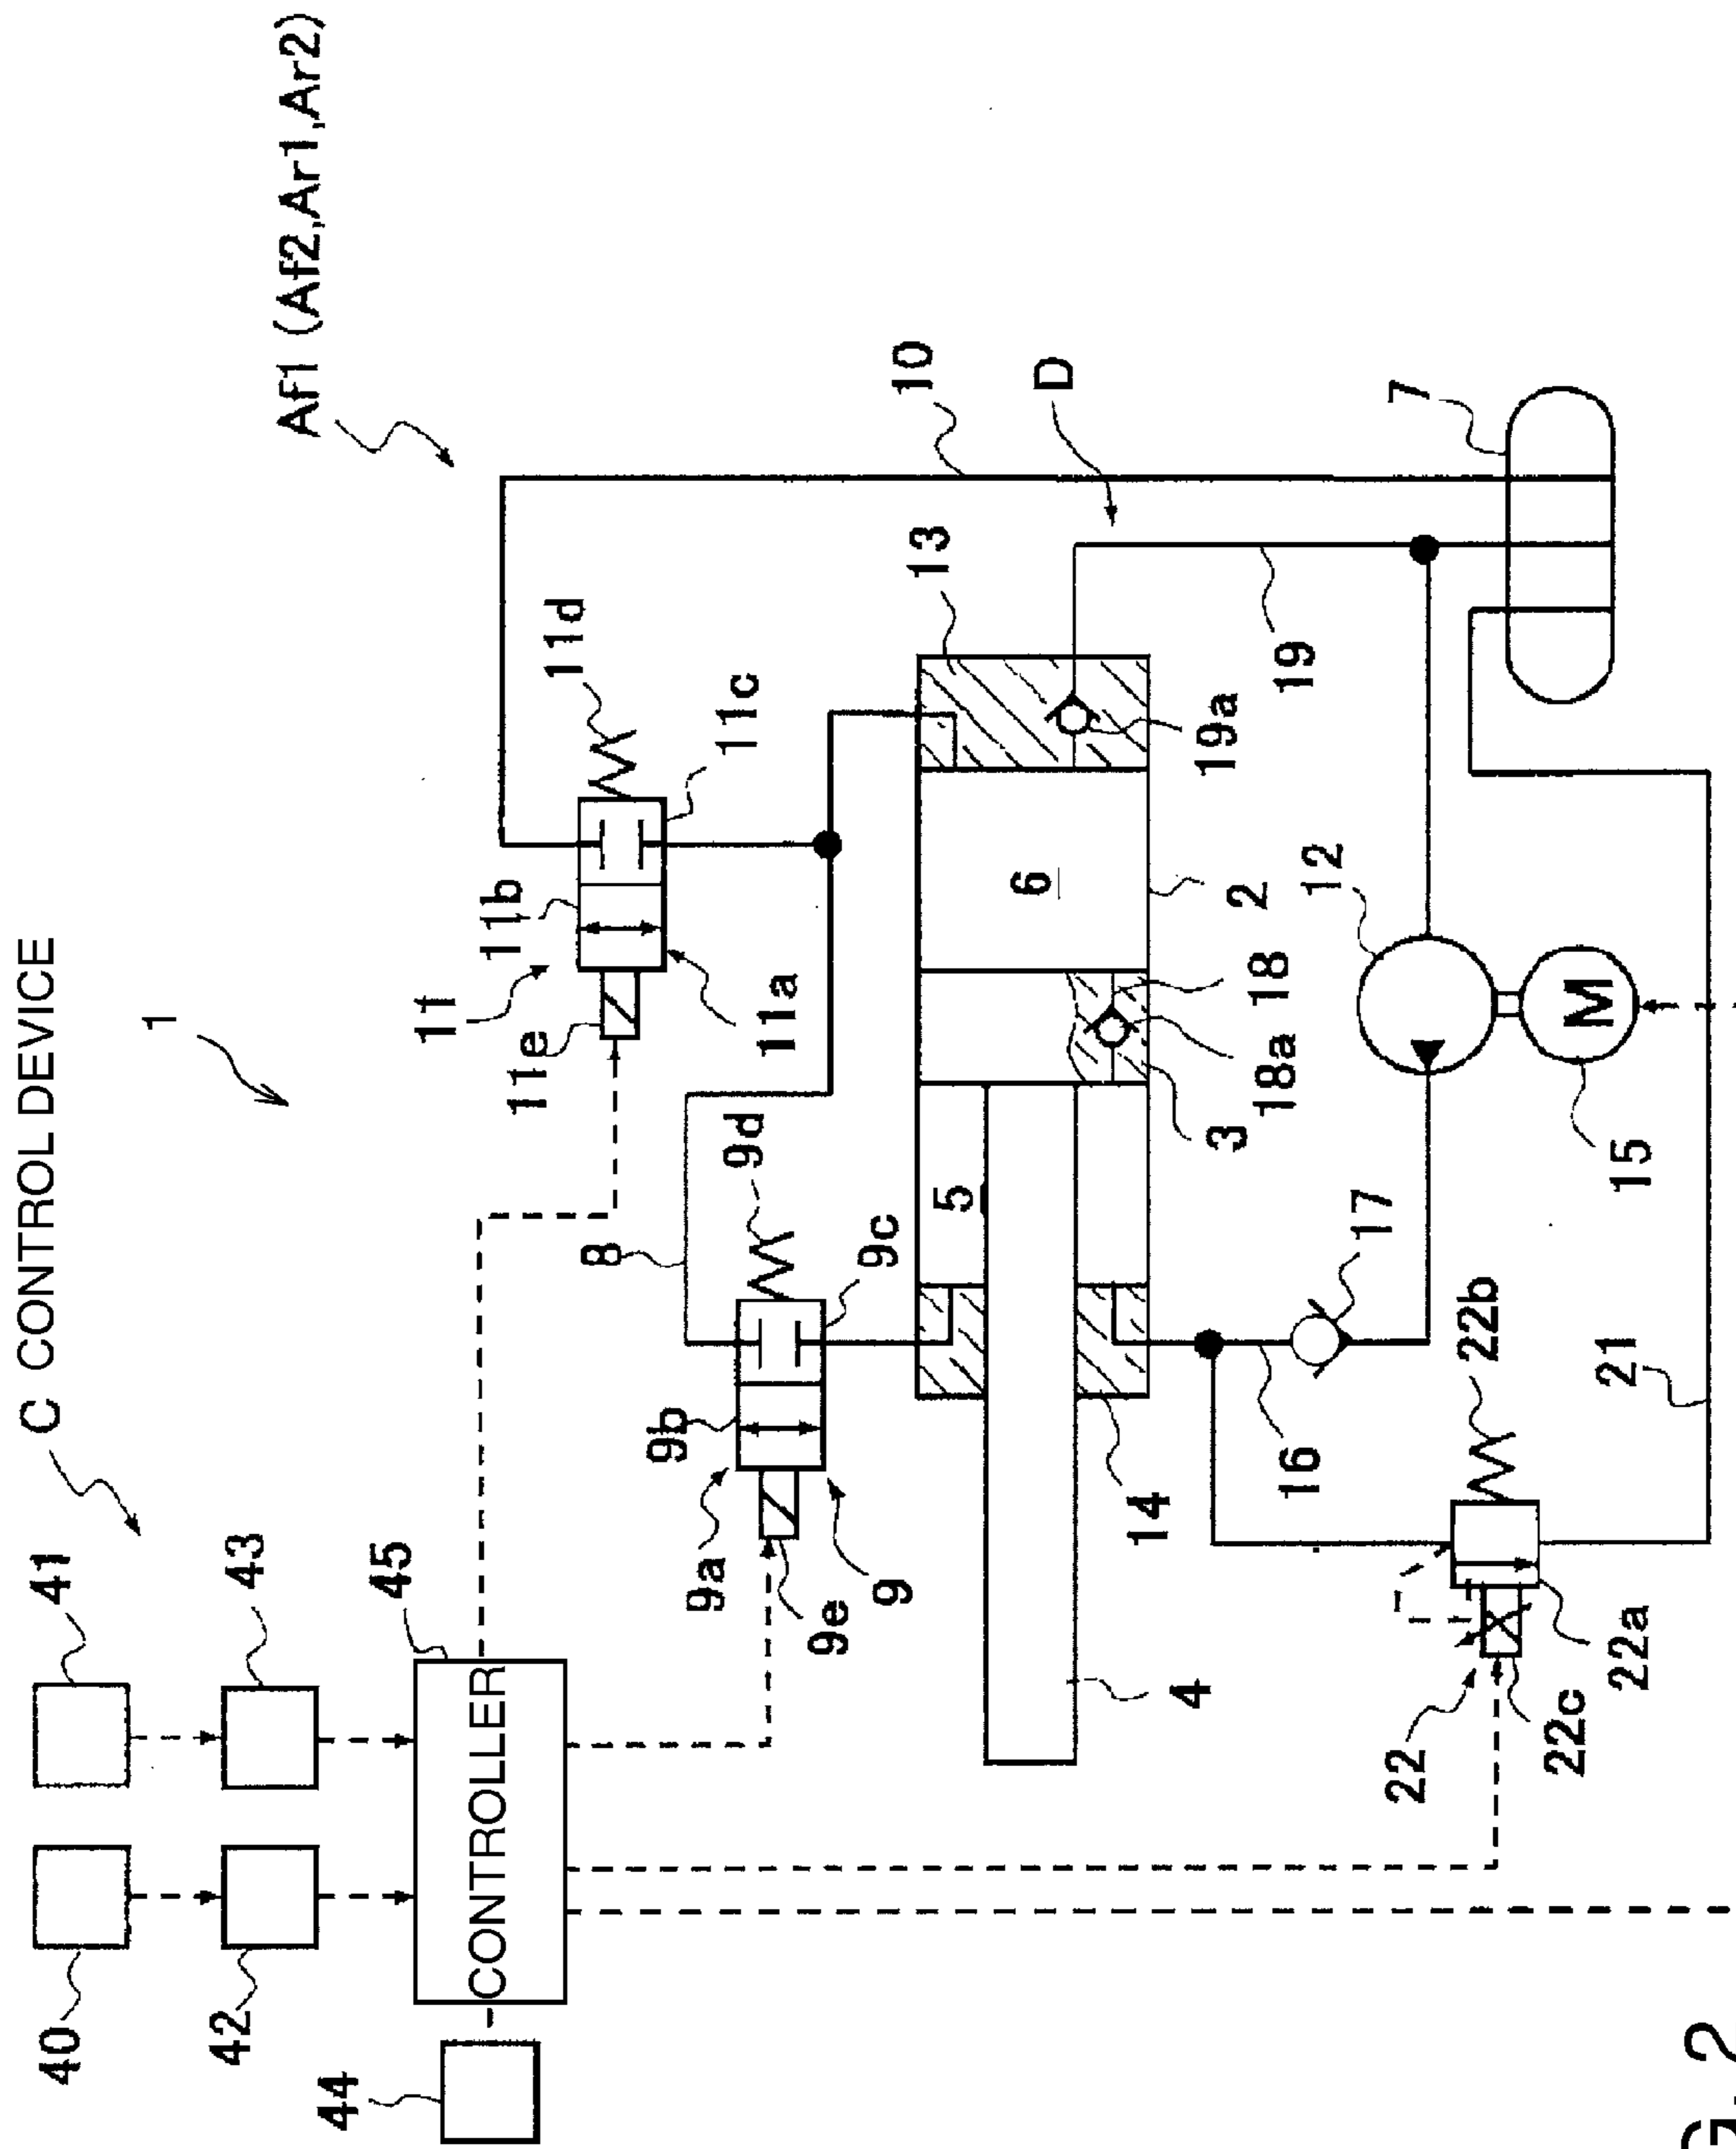 C CONTROL DEVICE
1
Af1 (Af2,Ar1,Ar2)
40
41
42
43
44
45
CONTROLLER
11
11a
11b
11c
11d
11e
10
8
9
9a
9b
9c
9d
9e
13
D
5
6
2
3
18
18a
19a
19
7
4
14
16
17
12
15
M
21
22
22a
22b
22c
G. 2